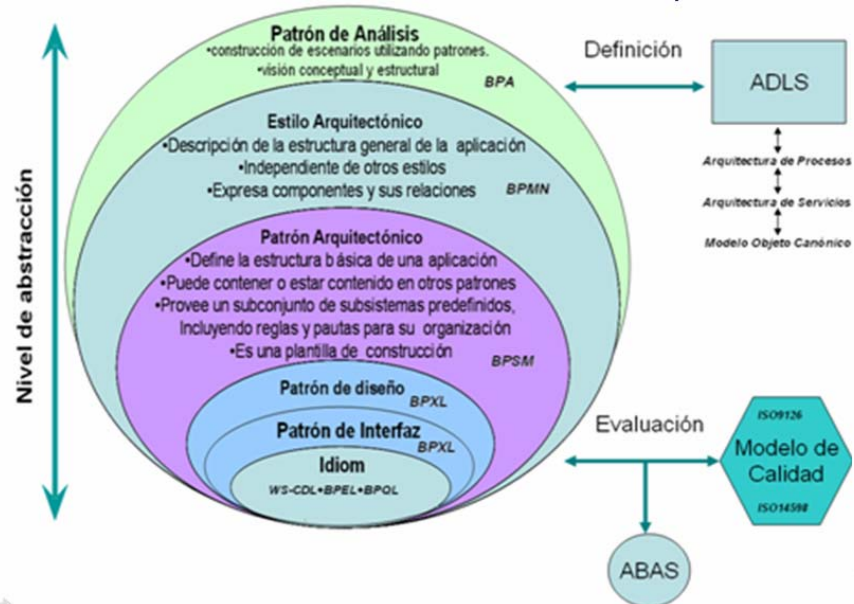 Patrón de Análisis
•construcción de escenarios utilizando patrones.
•visión conceptual y estructural
BPA
Estilo Arquitectónico
•Descripción de la estructura general de la aplicación
•Independiente de otros estilos
•Expresa componentes y sus relaciones
BPMN
Patrón Arquitectónico
•Define la estructura básica de una aplicación
•Puede contener o estar contenido en otros patrones
•Provee un subconjunto de subsistemas predefinidos,
Incluyendo reglas y pautas para su organización
•Es una plantilla de construcción
BPSM
Patrón de diseño
BPXL
Patrón de Interfaz
BPXL
Idiom
WS-CDL+BPEL+BPQL
Nivel de abstracción
Definición
ADLS
Arquitectura de Procesos
Arquitectura de Servicios
Modelo Objeto Canónico
Evaluación
ISO9126
Modelo de
Calidad
ISO14598
ABAS